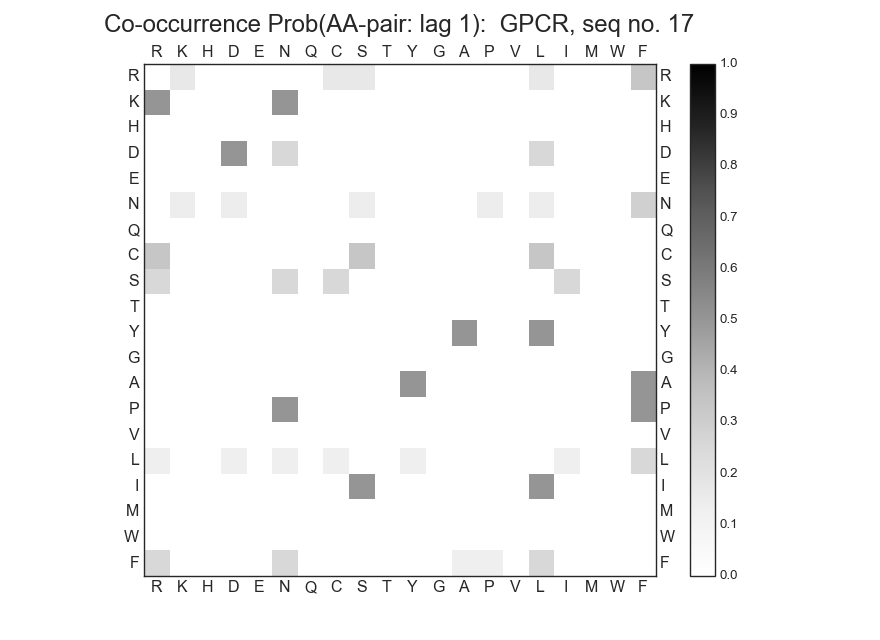 Co-occurrence Prob(AA-pair: lag 1):  GPCR, seq no. 17
R K H D E N Q C S T Y G A P V L I M W F
R R 1.0
K K 0.9
H H
D D 0.8
E E
N N 0.7
Q Q
C C 0.6
S S
T T 0.5
Y Y
G G 0.4
A A
P P 0.3
V V
L L 0.2
I I
M M 0.1
W W
F F 0.0
R K H D E N Q C S T Y G A P V L I M W F